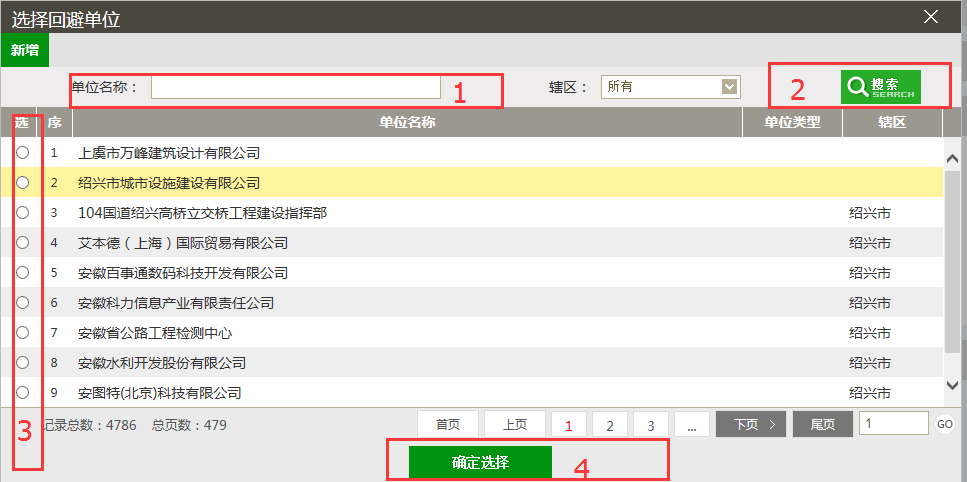 选择回避单位
新增
单位名称： 1 辖区： 所有 2 搜索 SEARCH
选 序 单位名称 单位类型 辖区
1 上虞市万峰建筑设计有限公司
2 绍兴市城市设施建设有限公司
3 104国道绍兴高桥立交桥工程建设指挥部 绍兴市
4 艾本德（上海）国际贸易有限公司 绍兴市
5 安徽百事通数码科技开发有限公司 绍兴市
6 安徽科力信息产业有限责任公司 绍兴市
7 安徽省公路工程检测中心 绍兴市
8 安徽水利开发股份有限公司 绍兴市
9 安图特(北京)科技有限公司 绍兴市
3 记录总数：4786 总页数：479 首页 上页 1 2 3 ... 下页 尾页 1 GO
确定选择 4